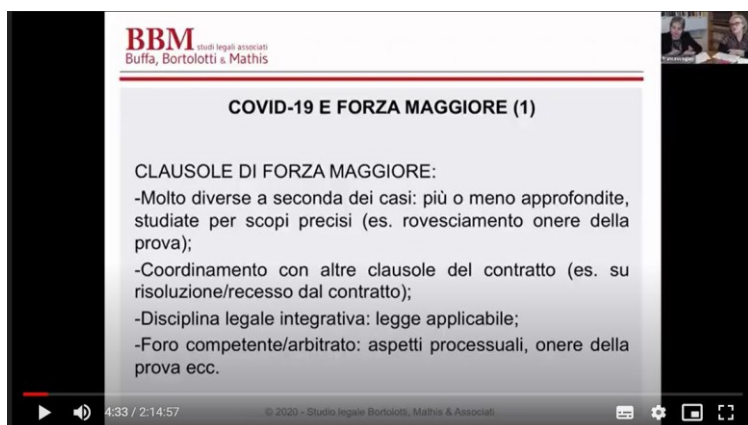 BBM studi legali associati
Buffa, Bortolotti & Mathis
COVID-19 E FORZA MAGGIORE (1)
CLAUSOLE DI FORZA MAGGIORE:
-Molto diverse a seconda dei casi: più o meno approfondite,
studiate per scopi precisi (es. rovesciamento onere della
prova);
-Coordinamento con altre clausole del contratto (es. su
risoluzione/recesso dal contratto);
-Disciplina legale integrativa: legge applicabile;
-Foro competente/arbitrato: aspetti processuali, onere della
prova ecc.
4:33 / 2:14:57
© 2020 - Studio legale Bortolotti, Mathis & Associati